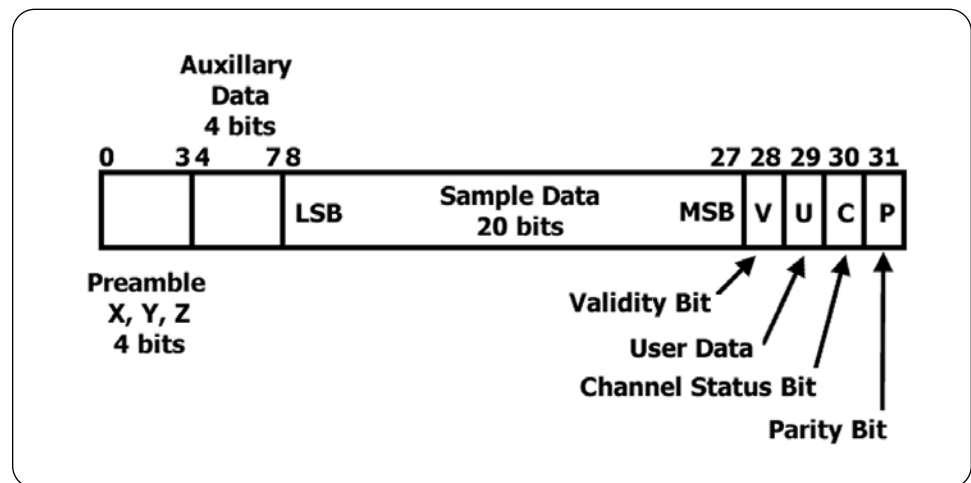 Auxillary
Data
4 bits
0 3 4 7 8 27 28 29 30 31
LSB
Sample Data
20 bits
MSB
V
U
C
P
Preamble
X, Y, Z
4 bits
Validity Bit
User Data
Channel Status Bit
Parity Bit